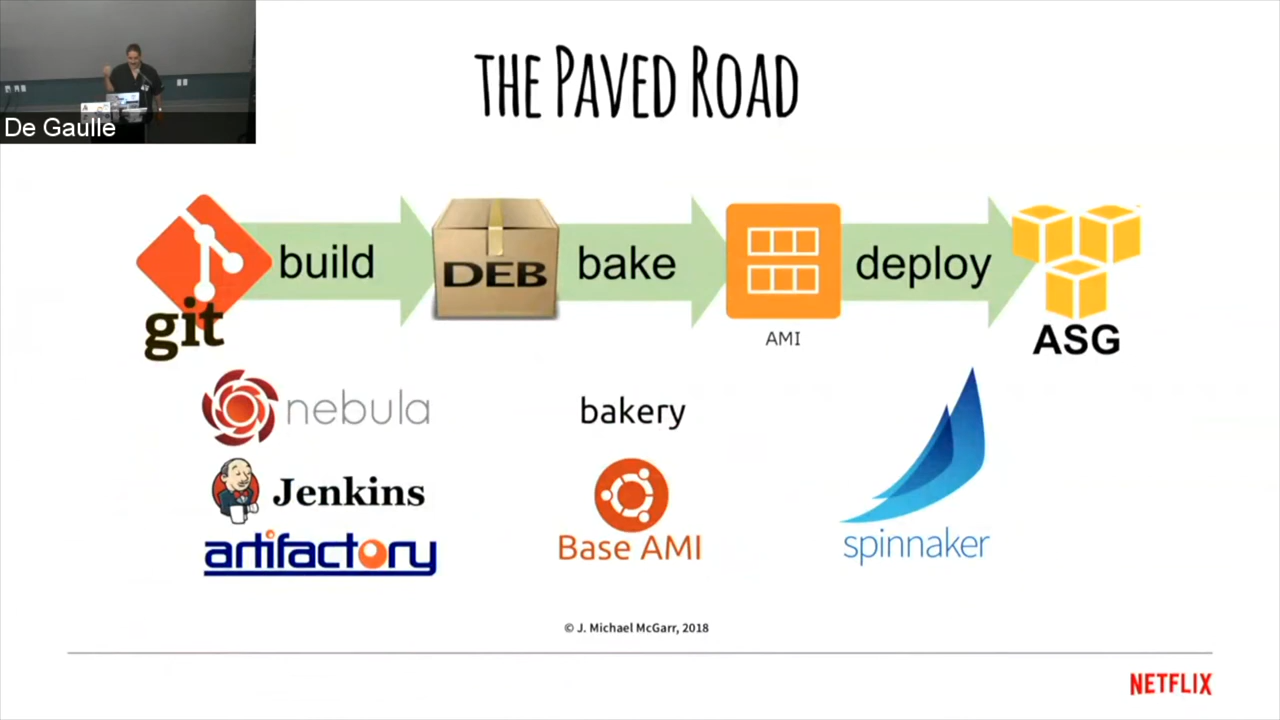 THE PAVED ROAD
De Gaulle
git
build
DEB
bake
AMI
deploy
ASG
nebula
bakery
Jenkins
Base AMI
artifactory
spinnaker
© J. Michael McGarr, 2018
NETFLIX